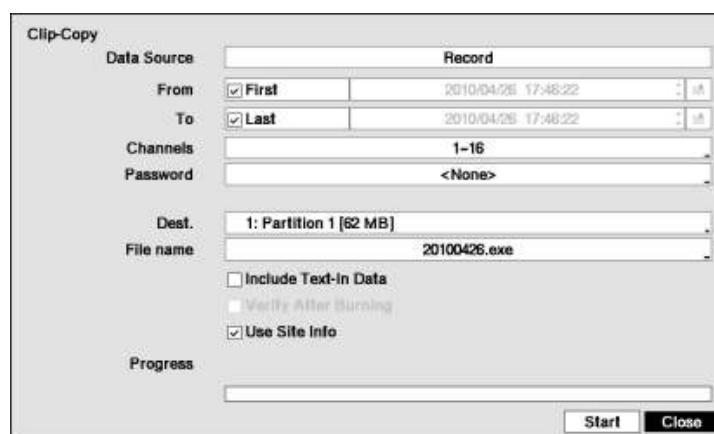 Clip-Copy
Data Source Record
From First 2010/04/26 17:46:22
To Last 2010/04/26 17:46:22
Channels 1-16
Password <None>
Dest. 1: Partition 1 [62 MB]
File name 20100426.exe
Include Text-In Data
Verify After Burning
Use Site Info
Progress
Start Close